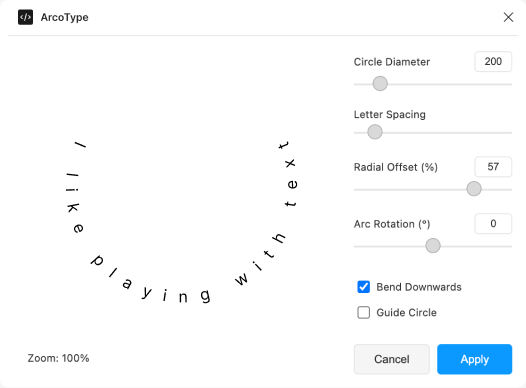 ArcoType
Circle Diameter 200
Letter Spacing
Radial Offset (%) 57
Arc Rotation (°) 0
Bend Downwards
Guide Circle
I like playing with text
Zoom: 100%
Cancel Apply